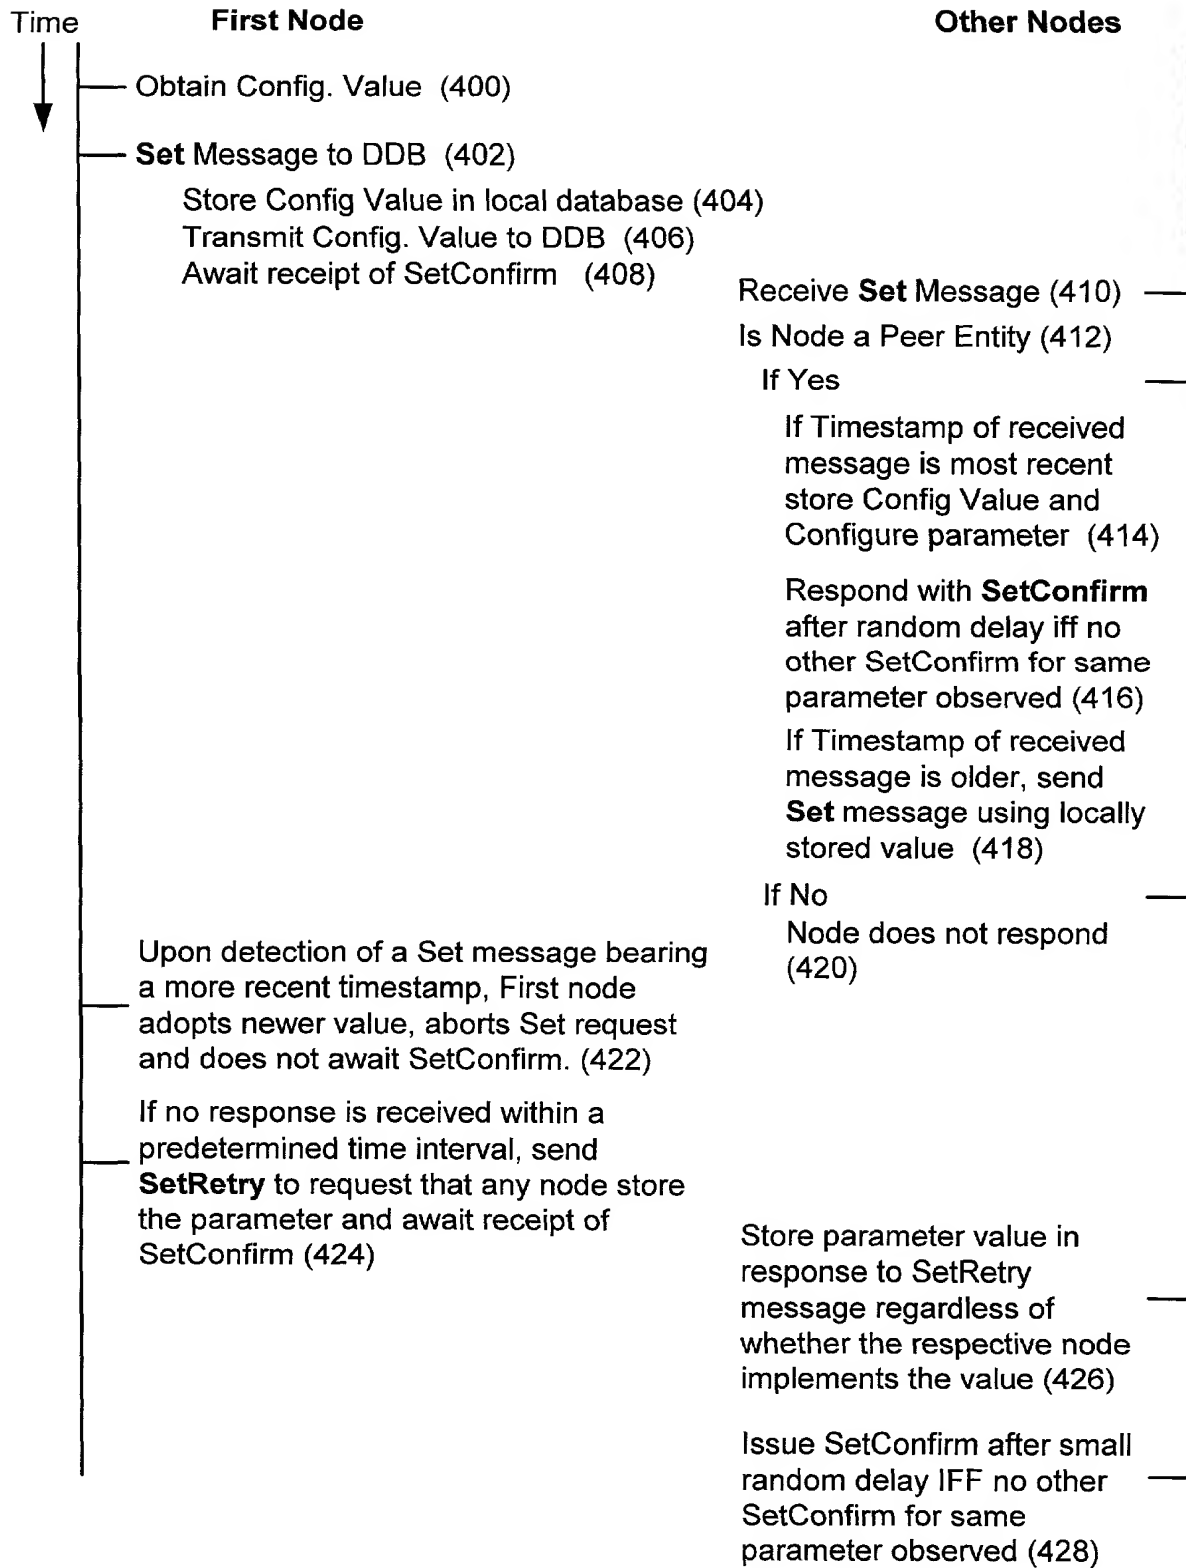 Time First Node Other Nodes
Obtain Config. Value (400)
Set Message to DDB (402)
Store Config Value in local database (404)
Transmit Config. Value to DDB (406)
Await receipt of SetConfirm (408)
Receive Set Message (410)
Is Node a Peer Entity (412)
If Yes
If Timestamp of received
message is most recent
store Config Value and
Configure parameter (414)
Respond with SetConfirm
after random delay iff no
other SetConfirm for same
parameter observed (416)
If Timestamp of received
message is older, send
Set message using locally
stored value (418)
If No
Node does not respond
(420)
Upon detection of a Set message bearing
a more recent timestamp, First node
adopts newer value, aborts Set request
and does not await SetConfirm. (422)
If no response is received within a
predetermined time interval, send
SetRetry to request that any node store
the parameter and await receipt of
SetConfirm (424)
Store parameter value in
response to SetRetry
message regardless of
whether the respective node
implements the value (426)
Issue SetConfirm after small
random delay IFF no other
SetConfirm for same
parameter observed (428)